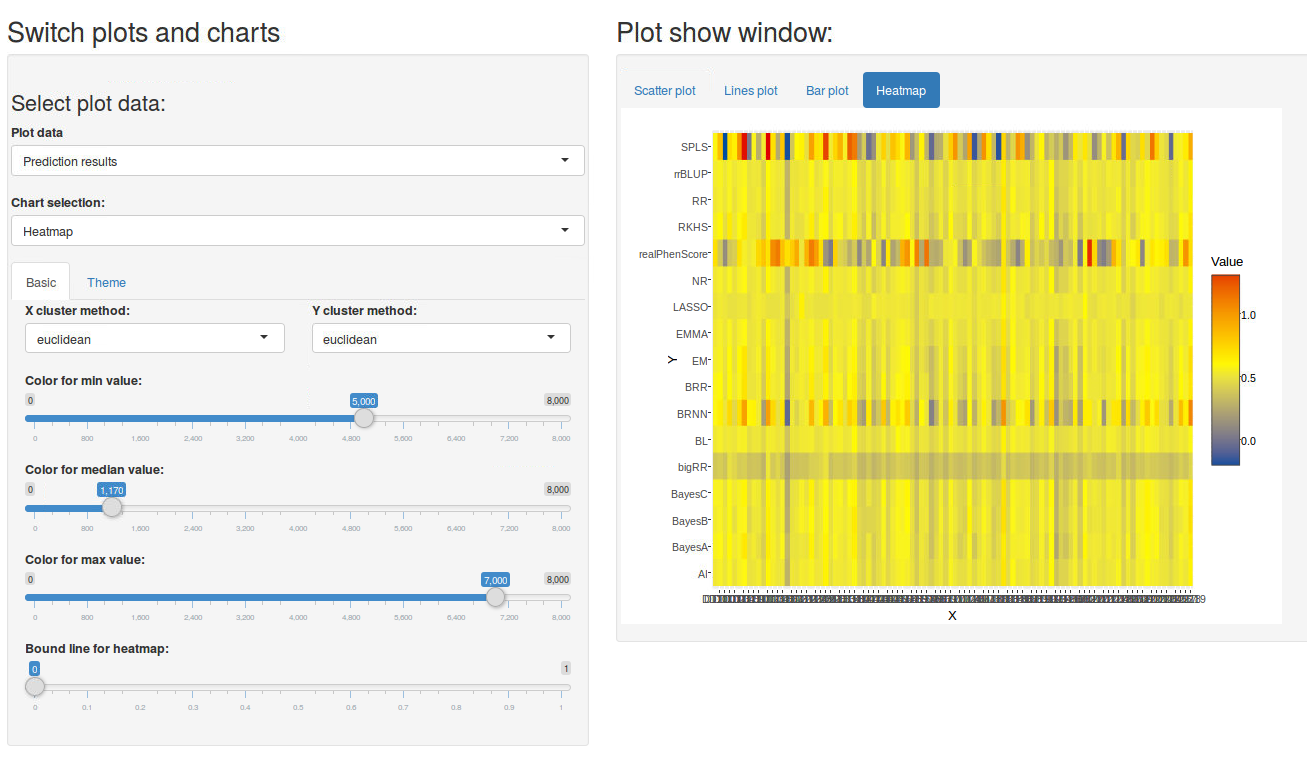 Switch plots and charts
Select plot data:
Plot data
Prediction results
Chart selection:
Heatmap
Basic
Theme
X cluster method:
Y cluster method:
euclidean
euclidean
Color for min value:
0
5,000
8,000
0 800 1,600 2,400 3,200 4,000 4,800 5,600 6,400 7,200 8,000
Color for median value:
0
1,170
8,000
0 800 1,600 2,400 3,200 4,000 4,800 5,600 6,400 7,200 8,000
Color for max value:
0
7,000
8,000
0 800 1,600 2,400 3,200 4,000 4,800 5,600 6,400 7,200 8,000
Bound line for heatmap:
0
1
0 0.1 0.2 0.3 0.4 0.5 0.6 0.7 0.8 0.9 1
Plot show window:
Scatter plot
Lines plot
Bar plot
Heatmap
SPLS
rrBLUP
RR
RKHS
realPhenScore
NR
LASSO
EMMA
EM
BRR
BRNN
BL
bigRR
BayesC
BayesB
BayesA
AI
Y
X
Value
1.0
0.5
0.0